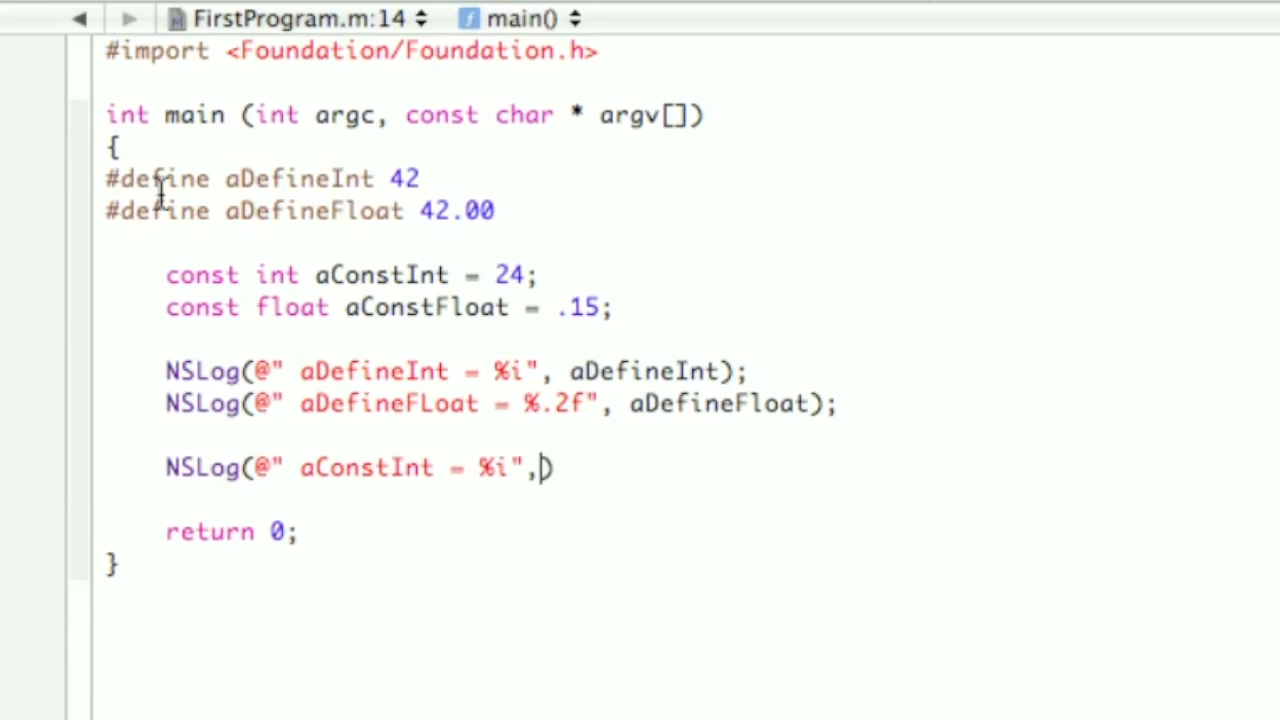 FirstProgram.m:14 main()
#import <Foundation/Foundation.h>
int main (int argc, const char * argv[])
{
#define aDefineInt 42
#define aDefineFloat 42.00
const int aConstInt = 24;
const float aConstFloat = .15;
NSLog(@" aDefineInt = %i", aDefineInt);
NSLog(@" aDefineFLoat = %.2f", aDefineFloat);
NSLog(@" aConstInt = %i",)
return 0;
}